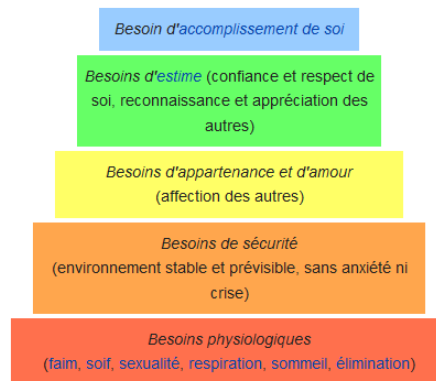 Besoin d'accomplissement de soi
Besoins d'estime (confiance et respect de
soi, reconnaissance et appréciation des
autres)
Besoins d'appartenance et d'amour
(affection des autres)
Besoins de sécurité
(environnement stable et prévisible, sans anxiété ni
crise)
Besoins physiologiques
(faim, soif, sexualité, respiration, sommeil, élimination)